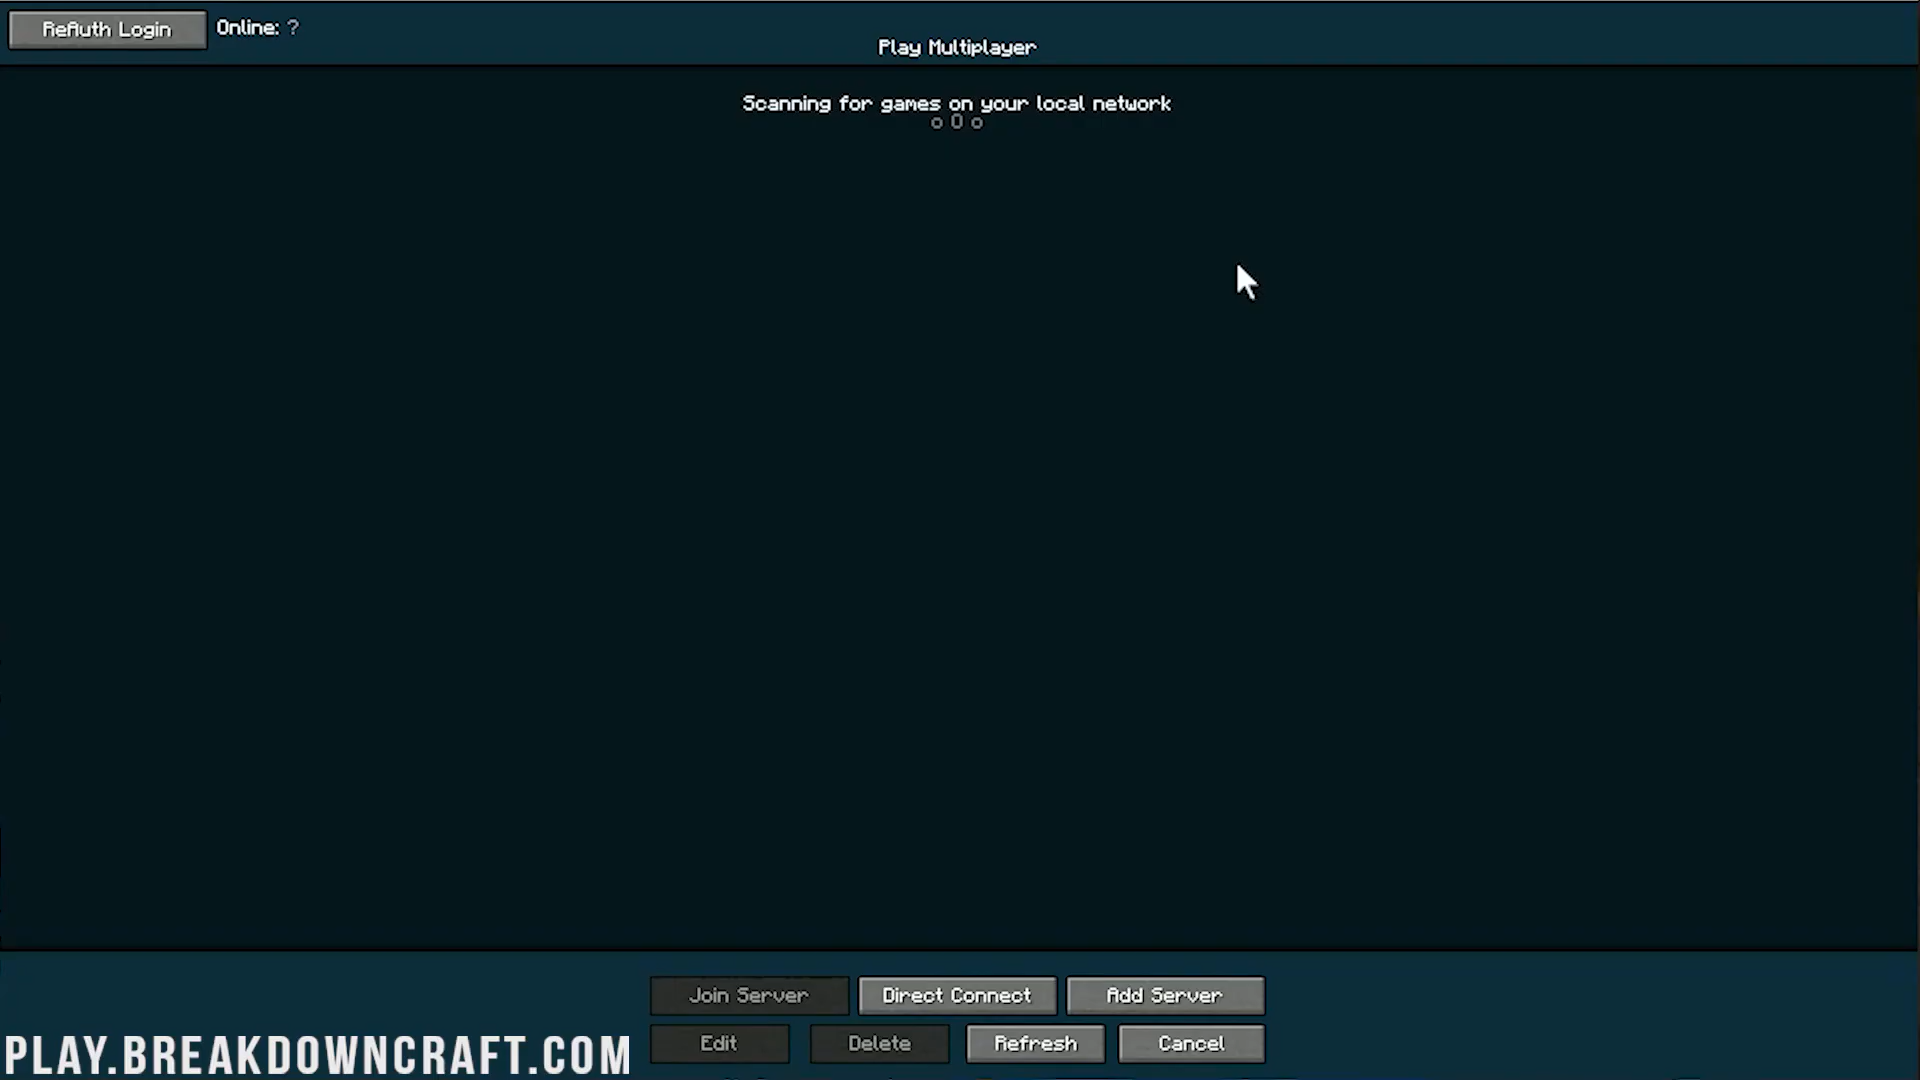 ReAuth Login
Online: ?
Play Multiplayer
Scanning for games on your local network
o O o
Join Server
Direct Connect
Add Server
Edit
Delete
Refresh
Cancel
PLAY.BREAKDOWNCRAFT.COM